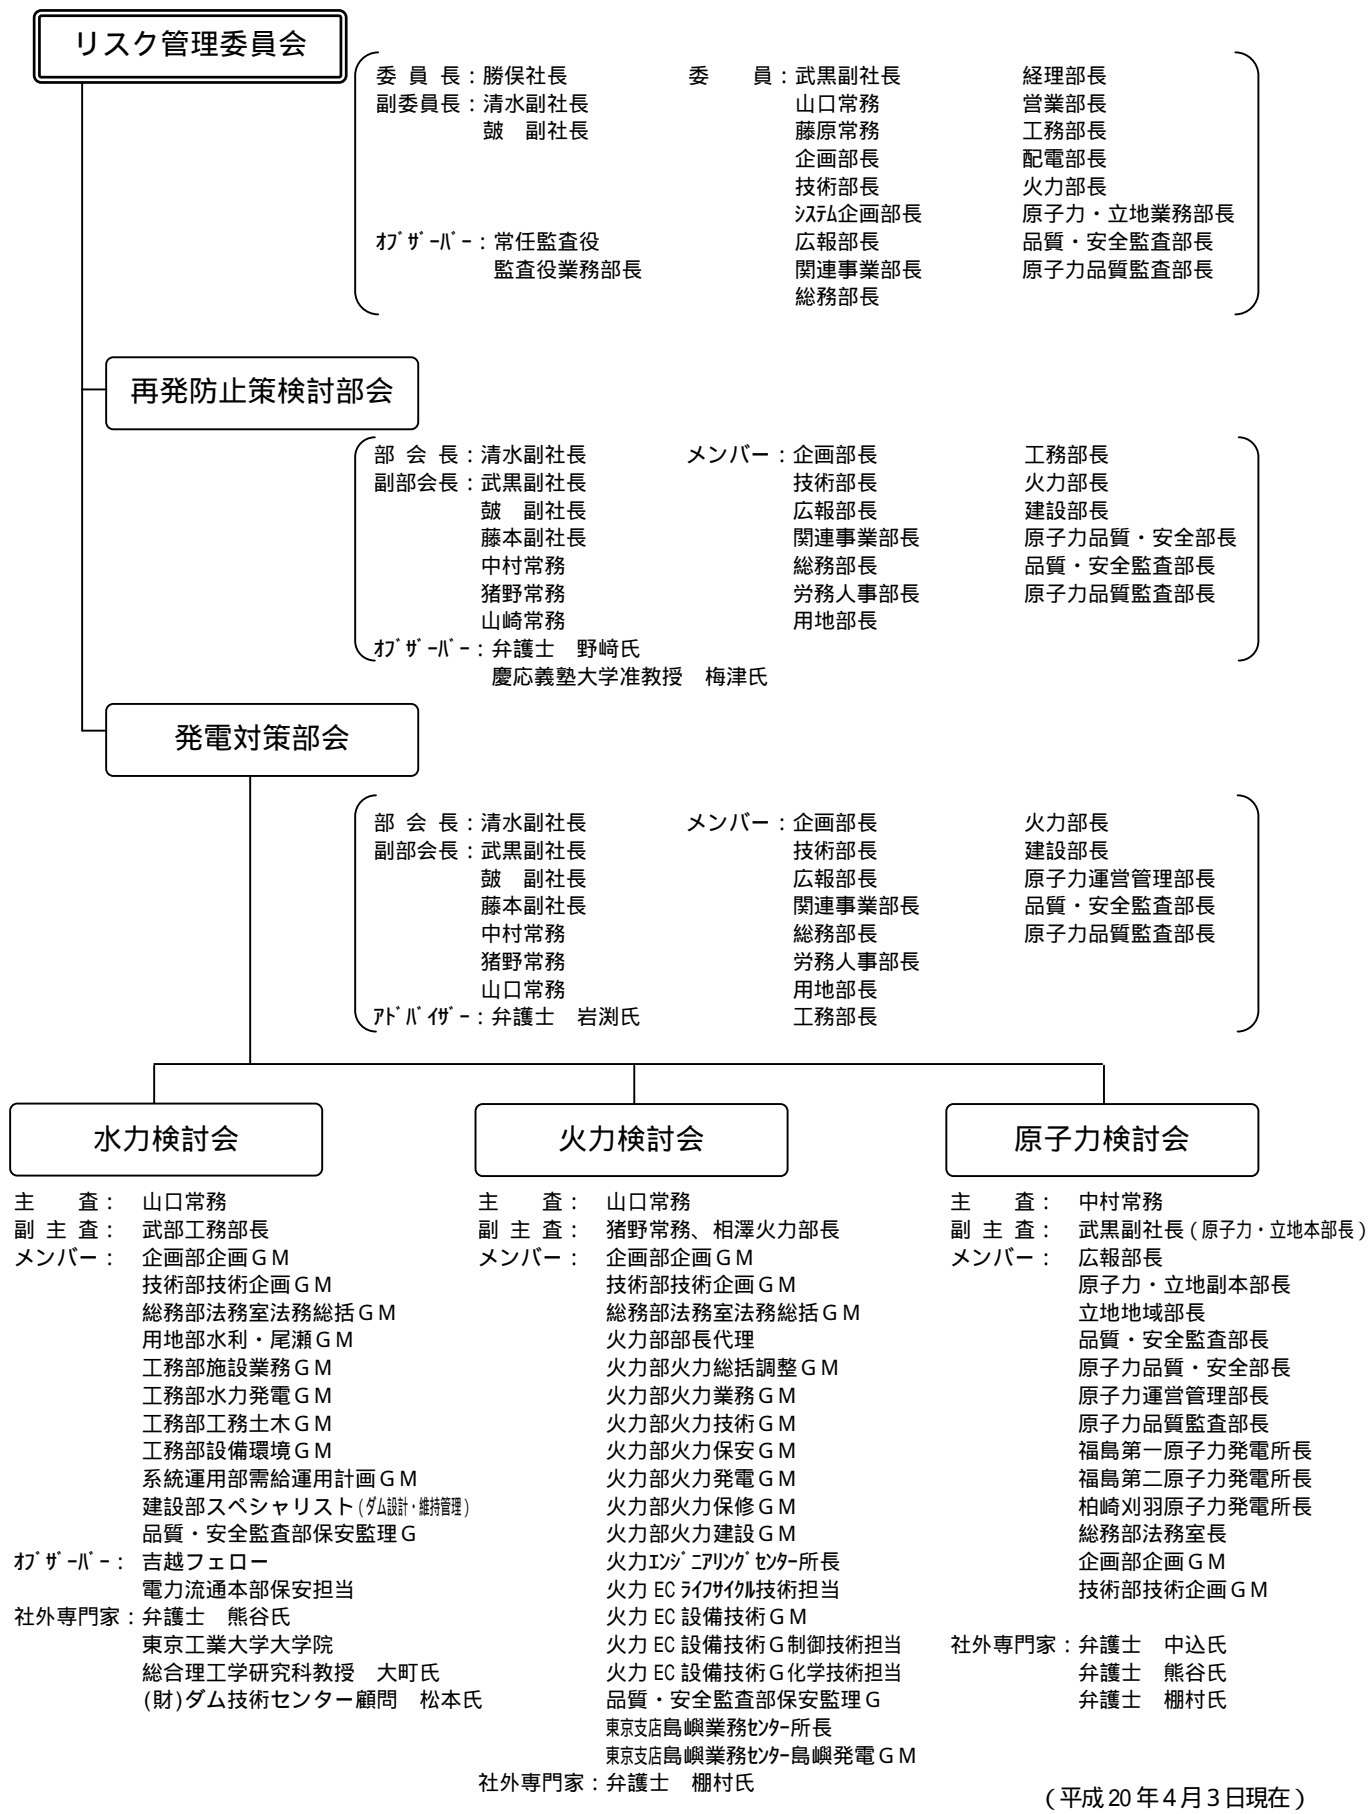 リスク管理委員会
委 員 長：勝俣社長　委　　員：武黒副社長　経理部長
副委員長：清水副社長　山口常務　営業部長
皷　副社長　藤原常務　工務部長
企画部長　配電部長
技術部長　火力部長
ｼｽﾃﾑ企画部長　原子力・立地業務部長
ｵﾌﾞｻﾞｰﾊﾞｰ：常任監査役　広報部長　品質・安全監査部長
監査役業務部長　関連事業部長　原子力品質監査部長
総務部長
再発防止策検討部会
部 会 長：清水副社長　メンバー：企画部長　工務部長
副部会長：武黒副社長　技術部長　火力部長
皷　副社長　広報部長　建設部長
藤本副社長　関連事業部長　原子力品質・安全部長
中村常務　総務部長　品質・安全監査部長
猪野常務　労務人事部長　原子力品質監査部長
山崎常務　用地部長
ｵﾌﾞｻﾞｰﾊﾞｰ：弁護士　野﨑氏
慶応義塾大学准教授　梅津氏
発電対策部会
部 会 長：清水副社長　メンバー：企画部長　火力部長
副部会長：武黒副社長　技術部長　建設部長
皷　副社長　広報部長　原子力運営管理部長
藤本副社長　関連事業部長　品質・安全監査部長
中村常務　総務部長　原子力品質監査部長
猪野常務　労務人事部長
山口常務　用地部長
ｱﾄﾞﾊﾞｲｻﾞｰ：弁護士　岩渕氏　工務部長
水力検討会
主　　査：　山口常務
副 主 査：　武部工務部長
メンバー：　企画部企画ＧＭ
技術部技術企画ＧＭ
総務部法務室法務総括ＧＭ
用地部水利・尾瀬ＧＭ
工務部施設業務ＧＭ
工務部水力発電ＧＭ
工務部工務土木ＧＭ
工務部設備環境ＧＭ
系統運用部需給運用計画ＧＭ
建設部スペシャリスト(ﾀﾞﾑ設計・維持管理)
品質・安全監査部保安監理Ｇ
ｵﾌﾞｻﾞｰﾊﾞｰ：　吉越フェロー
電力流通本部保安担当
社外専門家：弁護士　熊谷氏
東京工業大学大学院
総合理工学研究科教授　大町氏
(財)ダム技術センター顧問　松本氏
火力検討会
主　　査：　山口常務
副 主 査：　猪野常務、相澤火力部長
メンバー：　企画部企画ＧＭ
技術部技術企画ＧＭ
総務部法務室法務総括ＧＭ
火力部部長代理
火力部火力総括調整ＧＭ
火力部火力業務ＧＭ
火力部火力技術ＧＭ
火力部火力保安ＧＭ
火力部火力発電ＧＭ
火力部火力保修ＧＭ
火力部火力建設ＧＭ
火力ｴﾝｼﾞﾆｱﾘﾝｸﾞｾﾝﾀｰ所長
火力 EC ﾗｲﾌｻｲｸﾙ技術担当
火力 EC 設備技術ＧＭ
火力 EC 設備技術Ｇ制御技術担当
火力 EC 設備技術Ｇ化学技術担当
品質・安全監査部保安監理Ｇ
東京支店島嶼業務ｾﾝﾀｰ所長
東京支店島嶼業務ｾﾝﾀｰ島嶼発電ＧＭ
社外専門家：弁護士　棚村氏
原子力検討会
主　　査：　中村常務
副 主 査：　武黒副社長(原子力・立地本部長)
メンバー：　広報部長
原子力・立地副本部長
立地地域部長
品質・安全監査部長
原子力品質・安全部長
原子力運営管理部長
原子力品質監査部長
福島第一原子力発電所長
福島第二原子力発電所長
柏崎刈羽原子力発電所長
総務部法務室長
企画部企画ＧＭ
技術部技術企画ＧＭ
社外専門家：弁護士　中込氏
弁護士　熊谷氏
弁護士　棚村氏
(平成 20 年４月３日現在)